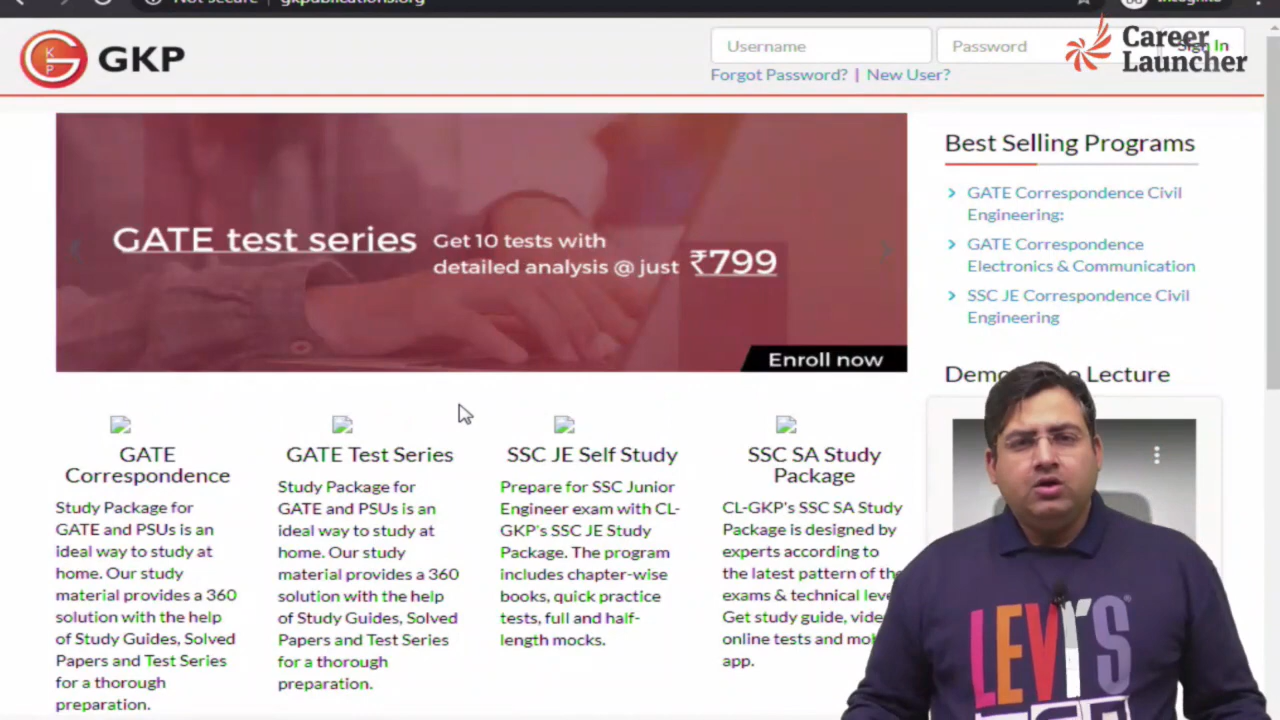 Not secure | gkpublications.org
Incognito
GKP
GKP
Username
Password
Sign In
Career
Launcher
Forgot Password? | New User?
GATE test series
Get 10 tests with
detailed analysis @ just
₹799
Enroll now
Best Selling Programs
GATE Correspondence Civil
Engineering:
GATE Correspondence
Electronics & Communication
SSC JE Correspondence Civil
Engineering
Lecture
GATE
Correspondence
Study Package for
GATE and PSUs is an
ideal way to study at
home. Our study
material provides a 360
solution with the help
of Study Guides, Solved
Papers and Test Series
for a thorough
preparation.
GATE Test Series
Study Package for
GATE and PSUs is an
ideal way to study at
home. Our study
material provides a 360
solution with the help
of Study Guides, Solved
Papers and Test Series
for a thorough
preparation.
SSC JE Self Study
Prepare for SSC Junior
Engineer exam with CL-
GKP's SSC JE Study
Package. The program
includes chapter-wise
books, quick practice
tests, full and half-
length mocks.
SSC SA Study
Package
CL-GKP's SSC SA Study
Package is designed by
experts according to
the latest pattern of the
exams & technical
Get study guide,
online tests and
app.
LEVI'S